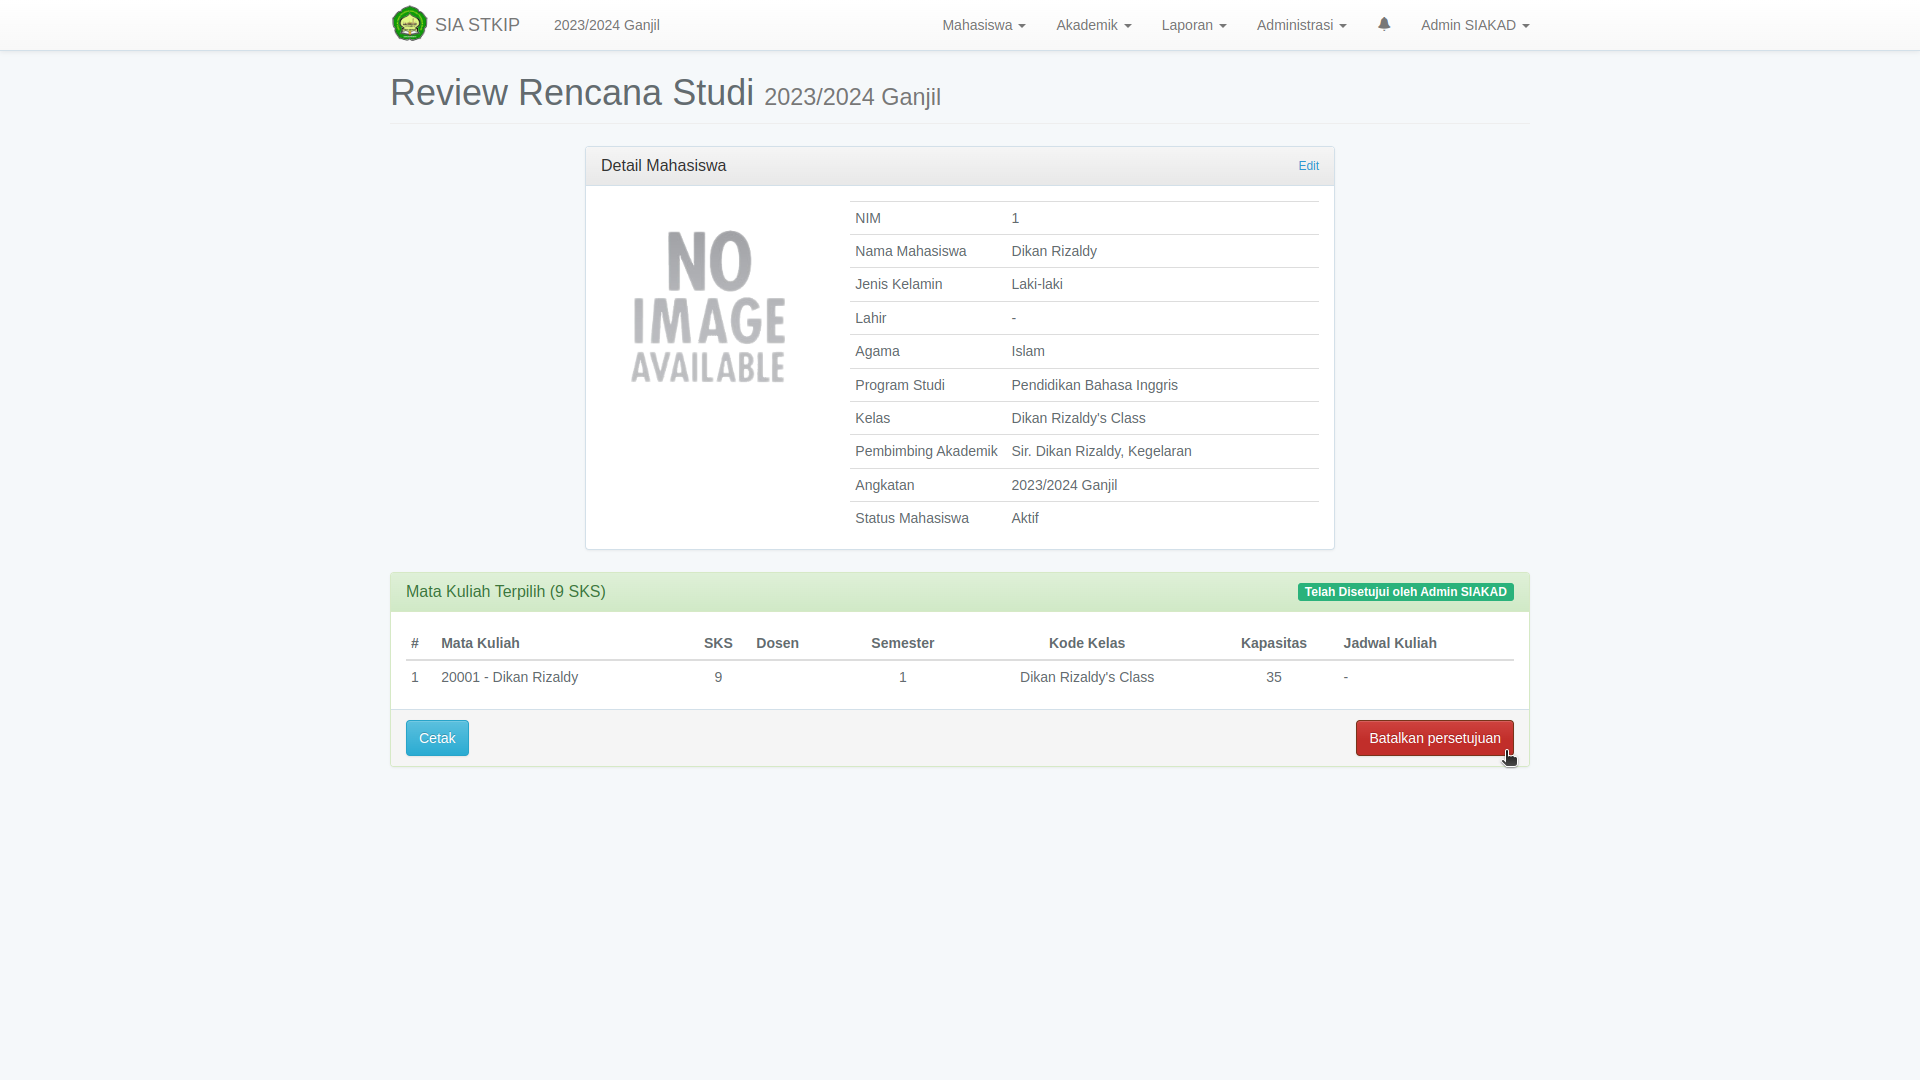 SIA STKIP 2023/2024 Ganjil Mahasiswa Akademik Laporan Administrasi Admin SIAKAD
Review Rencana Studi 2023/2024 Ganjil
Detail Mahasiswa Edit
NO
IMAGE
AVAILABLE
NIM 1
Nama Mahasiswa Dikan Rizaldy
Jenis Kelamin Laki-laki
Lahir -
Agama Islam
Program Studi Pendidikan Bahasa Inggris
Kelas Dikan Rizaldy's Class
Pembimbing Akademik Sir. Dikan Rizaldy, Kegelaran
Angkatan 2023/2024 Ganjil
Status Mahasiswa Aktif
Mata Kuliah Terpilih (9 SKS) Telah Disetujui oleh Admin SIAKAD
# Mata Kuliah SKS Dosen Semester Kode Kelas Kapasitas Jadwal Kuliah
1 20001 - Dikan Rizaldy 9 1 Dikan Rizaldy's Class 35 -
Cetak Batalkan persetujuan